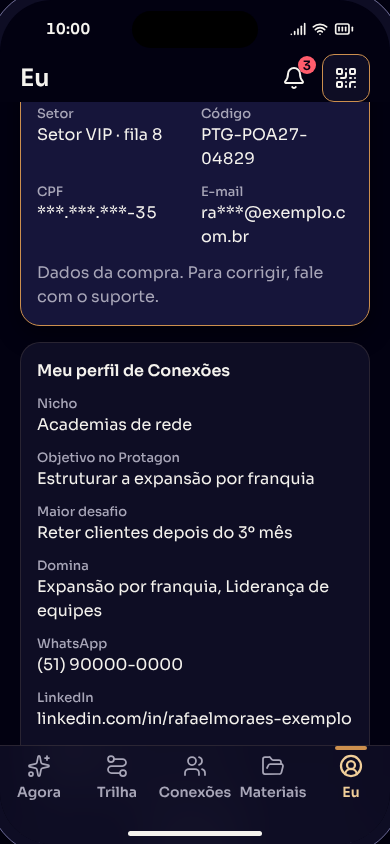 10:00
Eu
3
Setor
Setor VIP · fila 8
Código
PTG-POA27-
04829
CPF
***.***.***-35
E-mail
ra***@exemplo.c
om.br
Dados da compra. Para corrigir, fale
com o suporte.
Meu perfil de Conexões
Nicho
Academias de rede
Objetivo no Protagon
Estruturar a expansão por franquia
Maior desafio
Reter clientes depois do 3º mês
Domina
Expansão por franquia, Liderança de
equipes
WhatsApp
(51) 90000-0000
LinkedIn
linkedin.com/in/rafaelmoraes-exemplo
Agora
Trilha
Conexões
Materiais
Eu